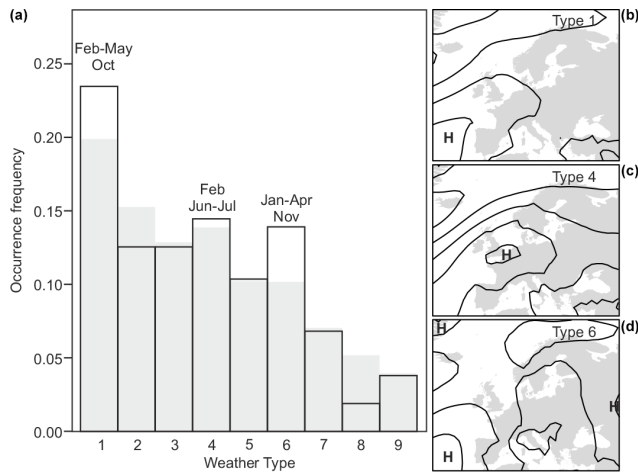 (a)
Feb-May
Oct
Feb
Jun-Jul
Jan-Apr
Nov
0.25
0.20
0.15
0.10
0.05
0.00
Occurrence frequency
1 2 3 4 5 6 7 8 9
Weather Type
Type 1
(b)
H
Type 4
(c)
H
Type 6
(d)
H
H
H